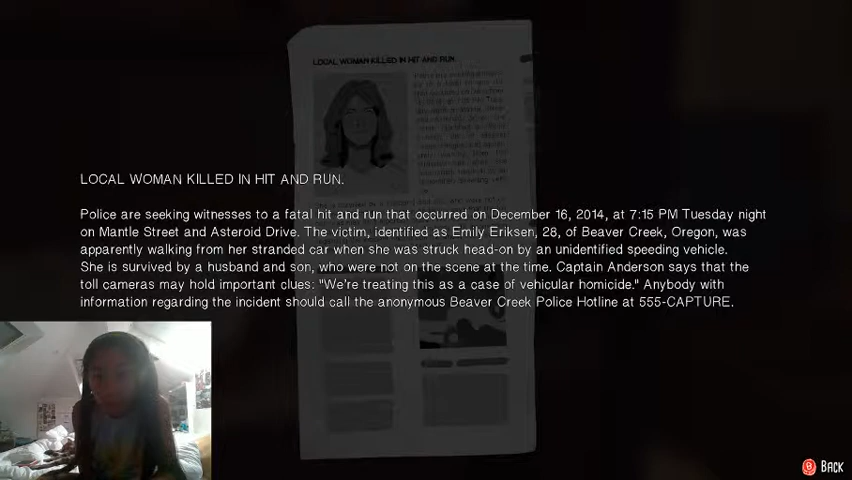 LOCAL WOMAN KILLED IN HIT AND RUN.
LOCAL WOMAN KILLED IN HIT AND RUN.
Police are seeking witnesses to a fatal hit and run that occurred on December 16, 2014, at 7:15 PM Tuesday night
on Mantle Street and Asteroid Drive. The victim, identified as Emily Eriksen, 28, of Beaver Creek, Oregon, was
apparently walking from her stranded car when she was struck head-on by an unidentified speeding vehicle.
She is survived by a husband and son, who were not on the scene at the time. Captain Anderson says that the
toll cameras may hold important clues: "We're treating this as a case of vehicular homicide." Anybody with
information regarding the incident should call the anonymous Beaver Creek Police Hotline at 555-CAPTURE.
B BACK